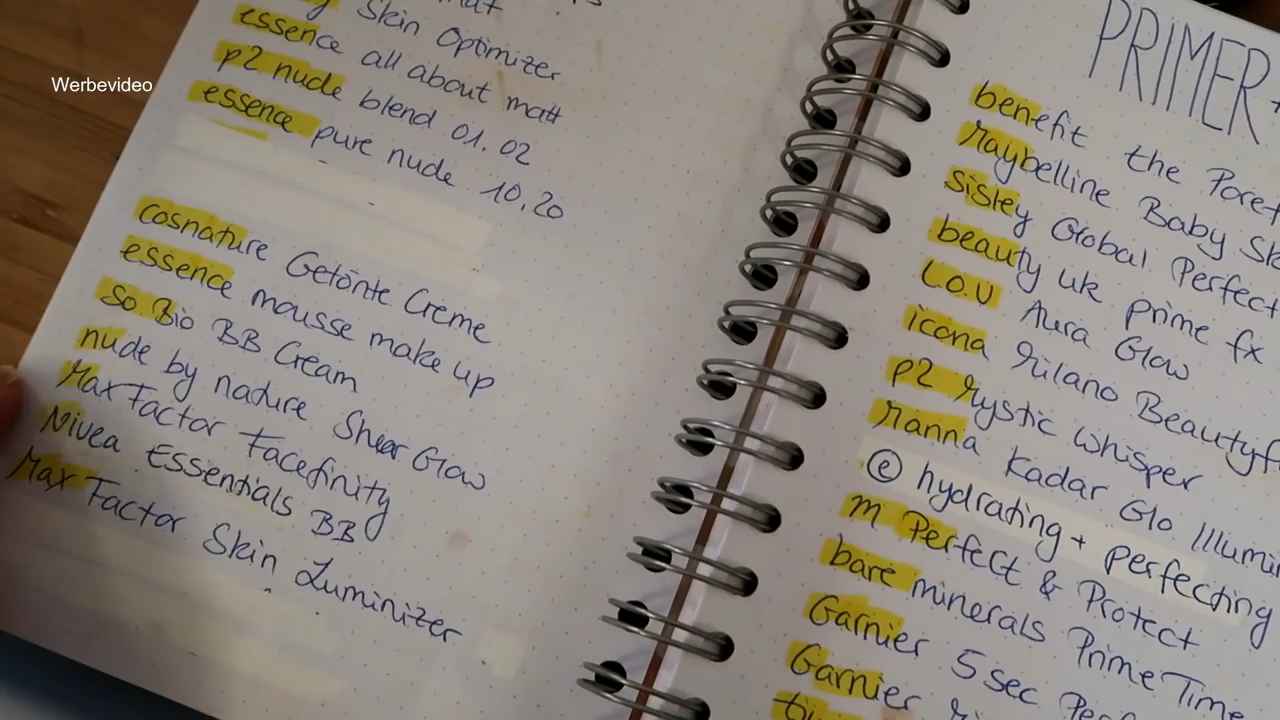 Werbevideo
Skin Optimizer
essence all about matt
p2 nude blend 01. 02
essence pure nude 10, 20
cosnature Getönte Creme
essence mousse make up
So Bio BB Cream
nude by nature Shear Glow
Max Factor Facefinity
Nivea Essentials BB
Max Factor Skin Luminizer
PRIMER +
benefit the Poref
Maybelline Baby Sk
Sisley Global Perfect
beauty uk prime fx
L.O.V Aura Glow
icona Milano Beautyf
p2 Mystic Whisper
Manna Kadar Glo Illumi
e hydrating + perfecting
M Perfect & Protect
bare minerals Prime Time
Garnier 5 sec Perf
Garnier